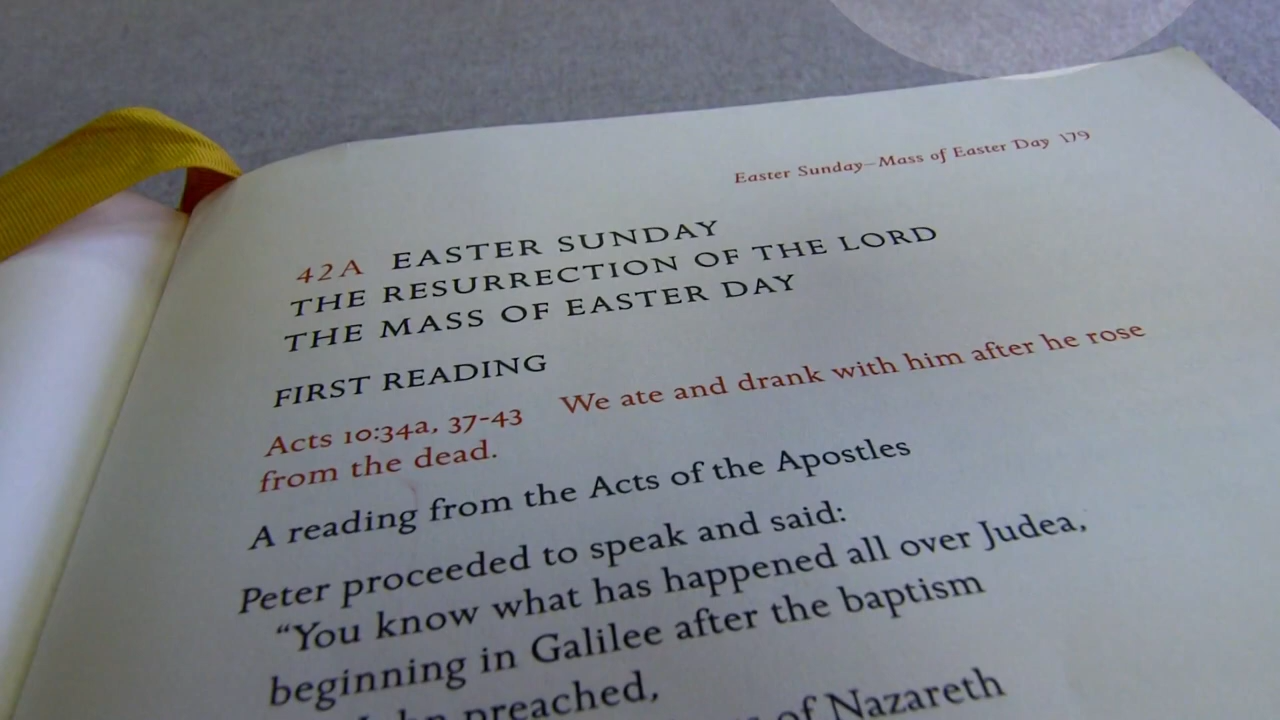 Easter Sunday—Mass of Easter Day 179
42A EASTER SUNDAY
THE RESURRECTION OF THE LORD
THE MASS OF EASTER DAY
FIRST READING
Acts 10:34a, 37-43 We ate and drank with him after he rose
from the dead.
A reading from the Acts of the Apostles
Peter proceeded to speak and said:
“You know what has happened all over Judea,
beginning in Galilee after the baptism
preached,
of Nazareth